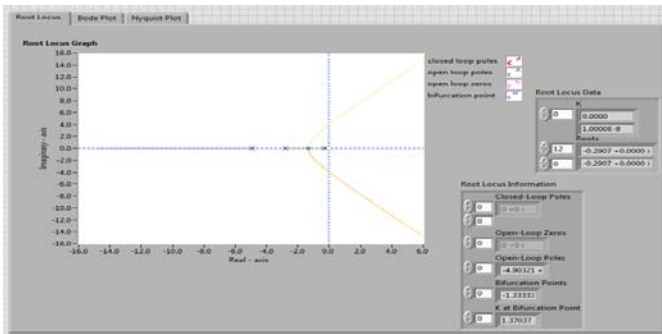 Root Locus Bode Plot Nyquist Plot
Root Locus Graph
16.0
14.0
12.0
10.0
8.0
6.0
4.0
2.0
0.0
-2.0
-4.0
-6.0
-8.0
-10.0
-12.0
-14.0
-16.0
Imaginary - axis
-16.0 -14.0 -12.0 -10.0 -8.0 -6.0 -4.0 -2.0 0.0 2.0 4.0 6.0
Real - axis
closed loop poles
open loop poles
open loop zeros
bifurcation point
Root Locus Data
K
0 0.0000
1.0000E-8
Roots
12 -0.2907 +0.0000 i
0 -0.2907 +0.0000 i
Root Locus Information
Closed-Loop Poles
0 0 +0 i
0
Open-Loop Zeros
0 0 +0 i
Open-Loop Poles
0 -4.90321 +
Bifurcation Points
0 -1.33333
K at Bifurcation Point
0 1.37037